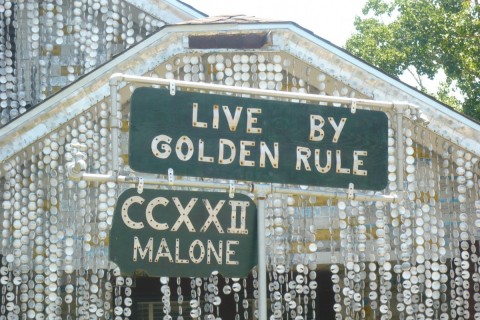 LIVE BY
GOLDEN RULE
CCXXII
MALONE